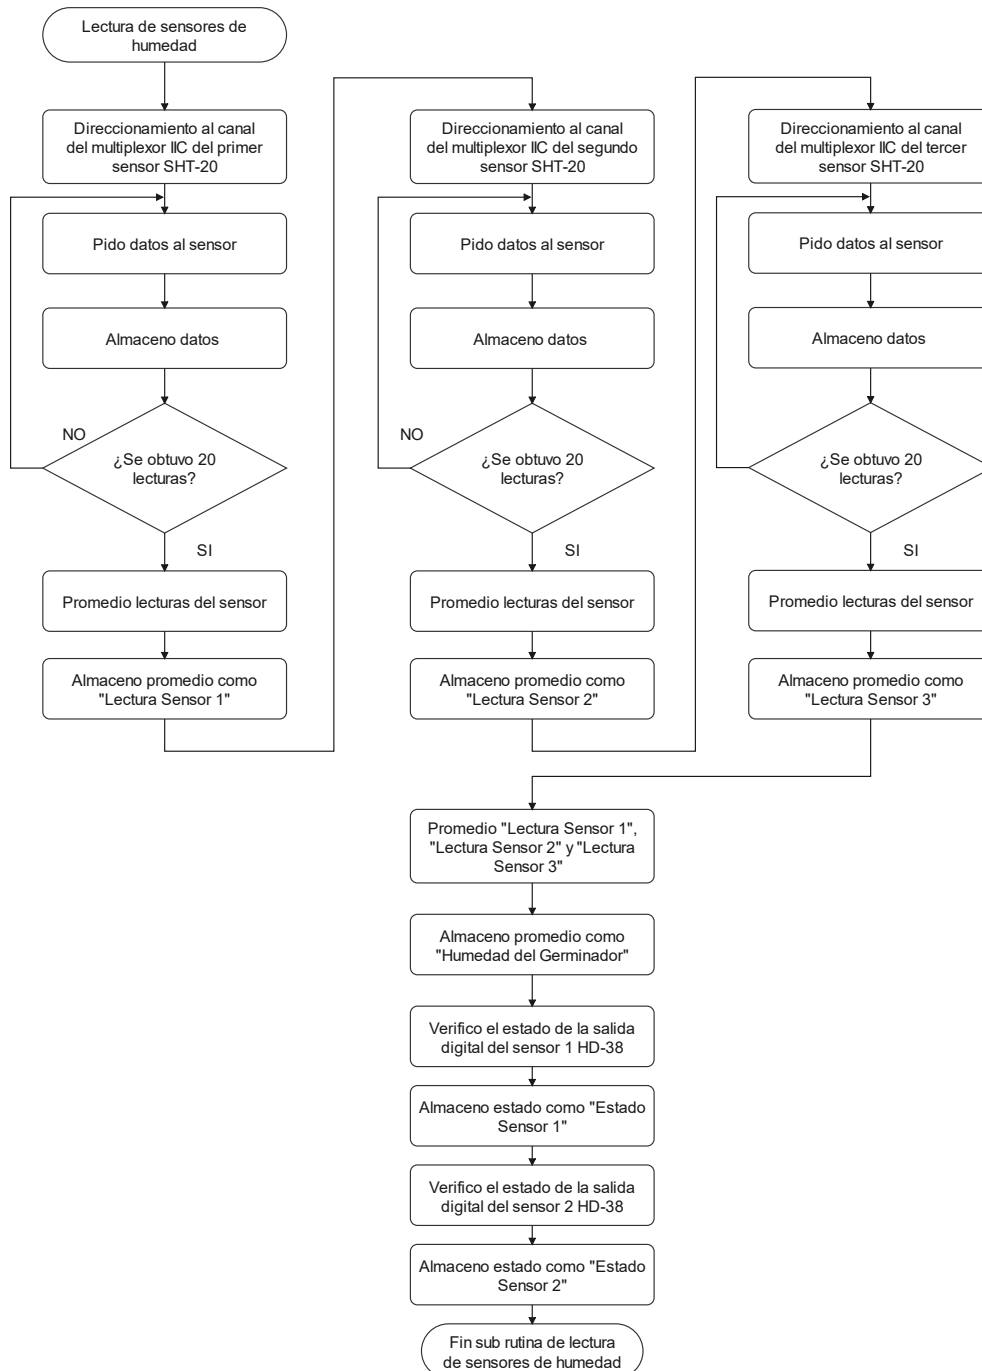 Lectura de sensores de
humedad
Direccionamiento al canal
del multiplexor IIC del primer
sensor SHT-20
Pido datos al sensor
Almaceno datos
NO
¿Se obtuvo 20
lecturas?
SI
Promedio lecturas del sensor
Almaceno promedio como
"Lectura Sensor 1"
Direccionamiento al canal
del multiplexor IIC del segundo
sensor SHT-20
Pido datos al sensor
Almaceno datos
NO
¿Se obtuvo 20
lecturas?
SI
Promedio lecturas del sensor
Almaceno promedio como
"Lectura Sensor 2"
Direccionamiento al canal
del multiplexor IIC del tercer
sensor SHT-20
Pido datos al sensor
Almaceno datos
¿Se obtuvo 20
lecturas?
SI
Promedio lecturas del sensor
Almaceno promedio como
"Lectura Sensor 3"
Promedio "Lectura Sensor 1",
"Lectura Sensor 2" y "Lectura
Sensor 3"
Almaceno promedio como
"Humedad del Germinador"
Verifico el estado de la salida
digital del sensor 1 HD-38
Almaceno estado como "Estado
Sensor 1"
Verifico el estado de la salida
digital del sensor 2 HD-38
Almaceno estado como "Estado
Sensor 2"
Fin sub rutina de lectura
de sensores de humedad